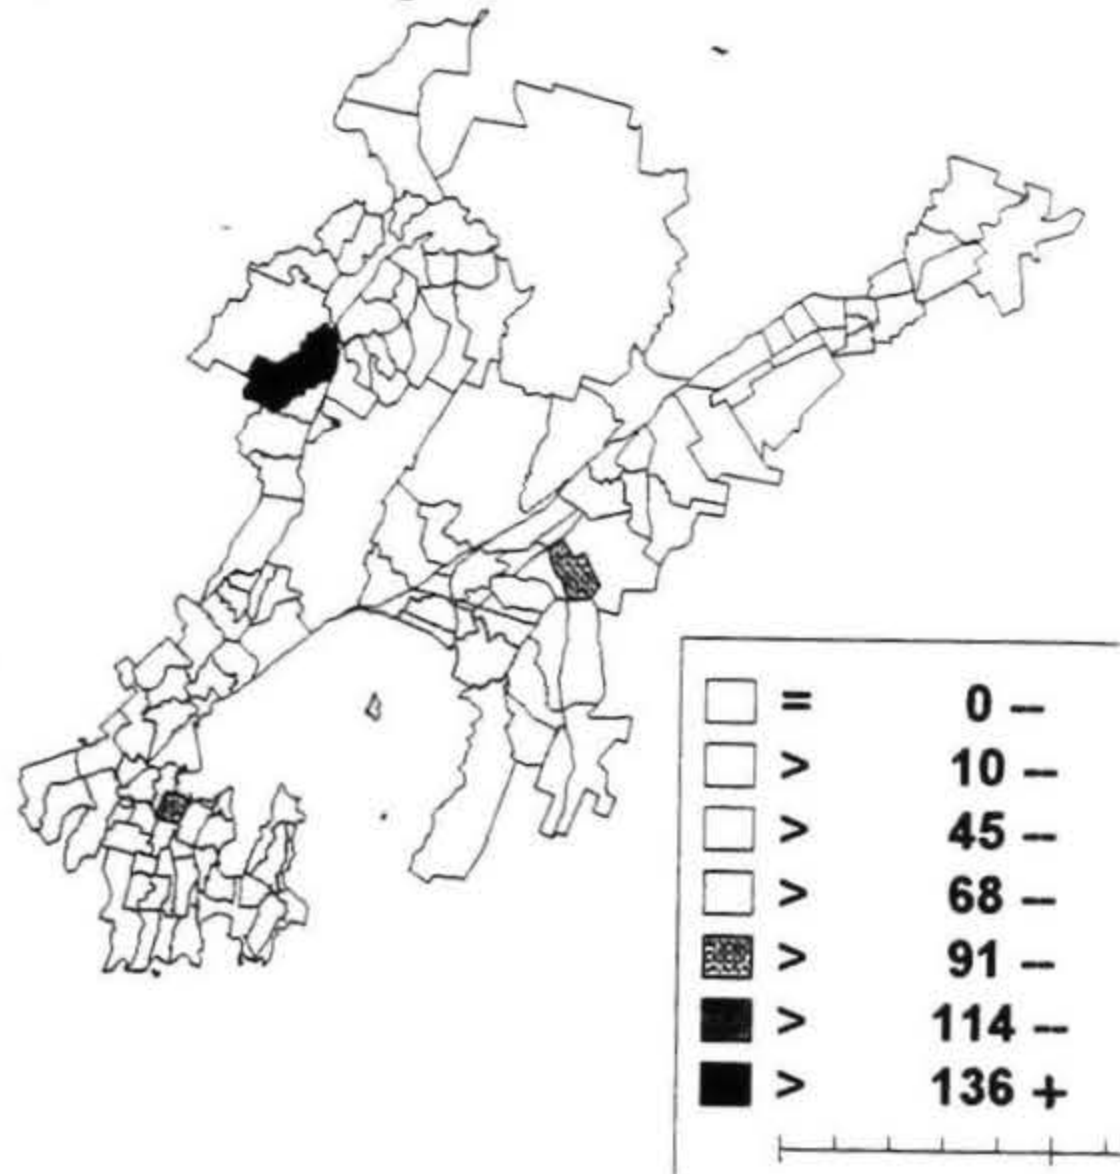 = 0 --
> 10 --
> 45 --
> 68 --
> 91 --
> 114 --
> 136 +